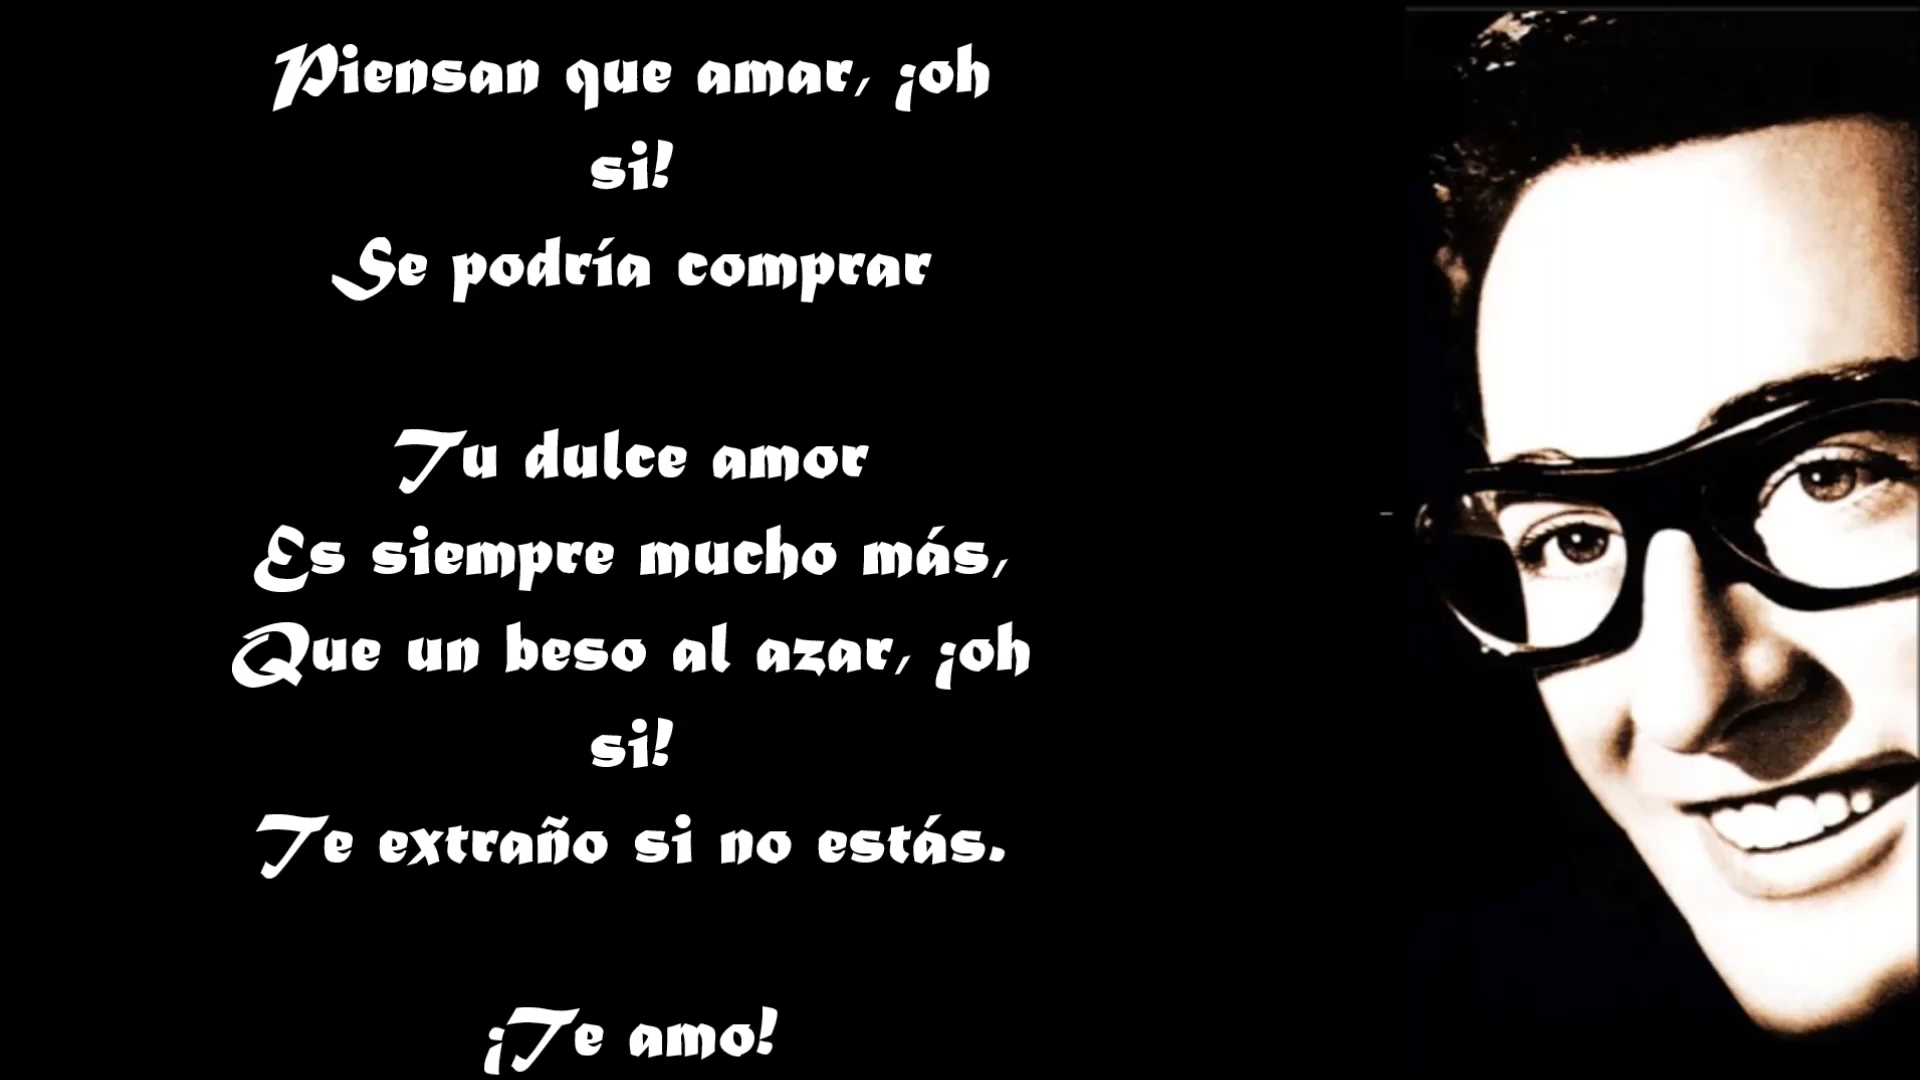 Piensan que amar, ¡oh
si!
Se podría comprar
Tu dulce amor
Es siempre mucho más,
Que un beso al azar, ¡oh
si!
Te extraño si no estás.
¡Te amo!